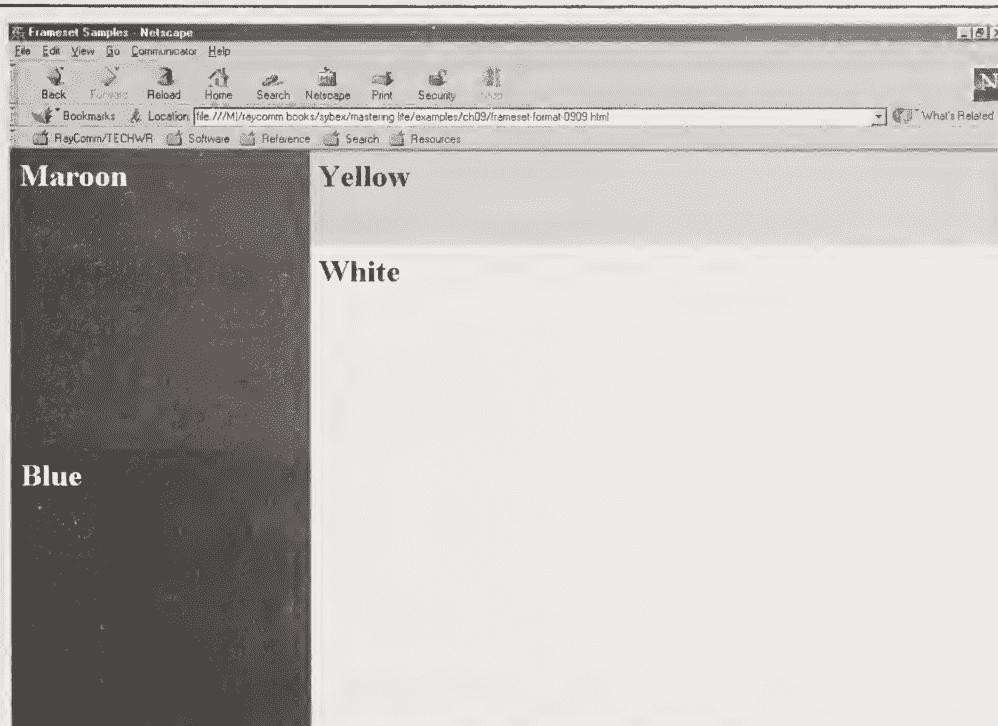 Frameset Samples - Netscape
File Edit View Go Communicator Help
Back Forward Reload Home Search Netscape Print Security Stop
N
Bookmarks Location: file:///M|/raycomm books/sybex/mastering lite/examples/ch09/frameset-format-0909.html What's Related
RayComm/TECHWR- Software Reference Search Resources
Maroon
Yellow
White
Blue